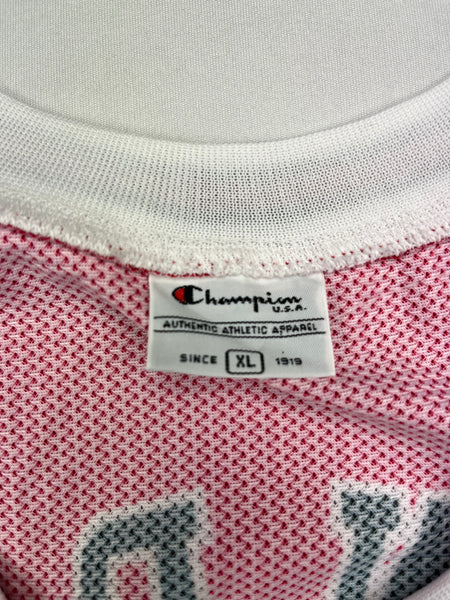 Champion
U.S.A.
AUTHENTIC ATHLETIC APPAREL
SINCE XL 1919